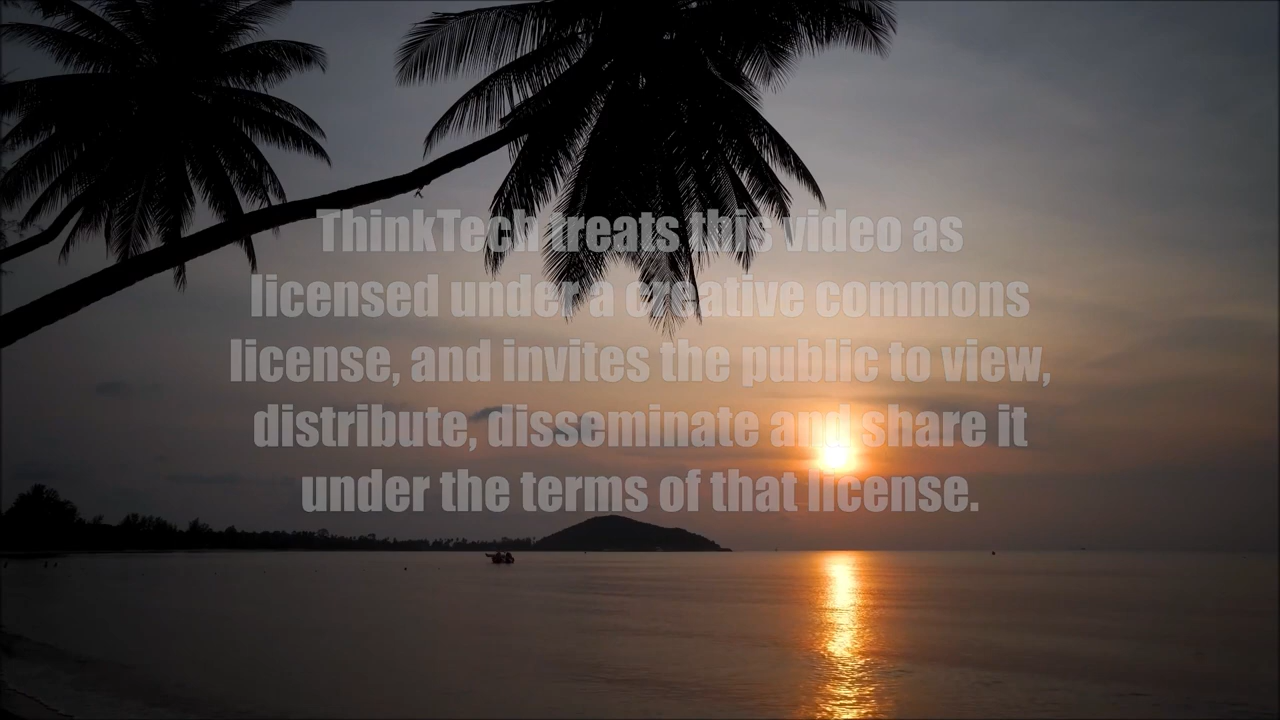 ThinkTech treats this video as
licensed under a creative commons
license, and invites the public to view,
distribute, disseminate and share it
under the terms of that license.